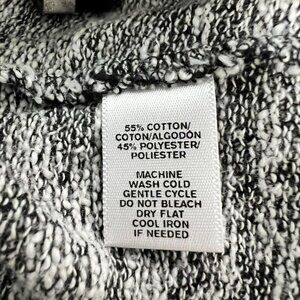 55% COTTON/
COTON/ALGODÓN
45% POLYESTER/
POLIESTER
MACHINE
WASH COLD
GENTLE CYCLE
DO NOT BLEACH
DRY FLAT
COOL IRON
IF NEEDED